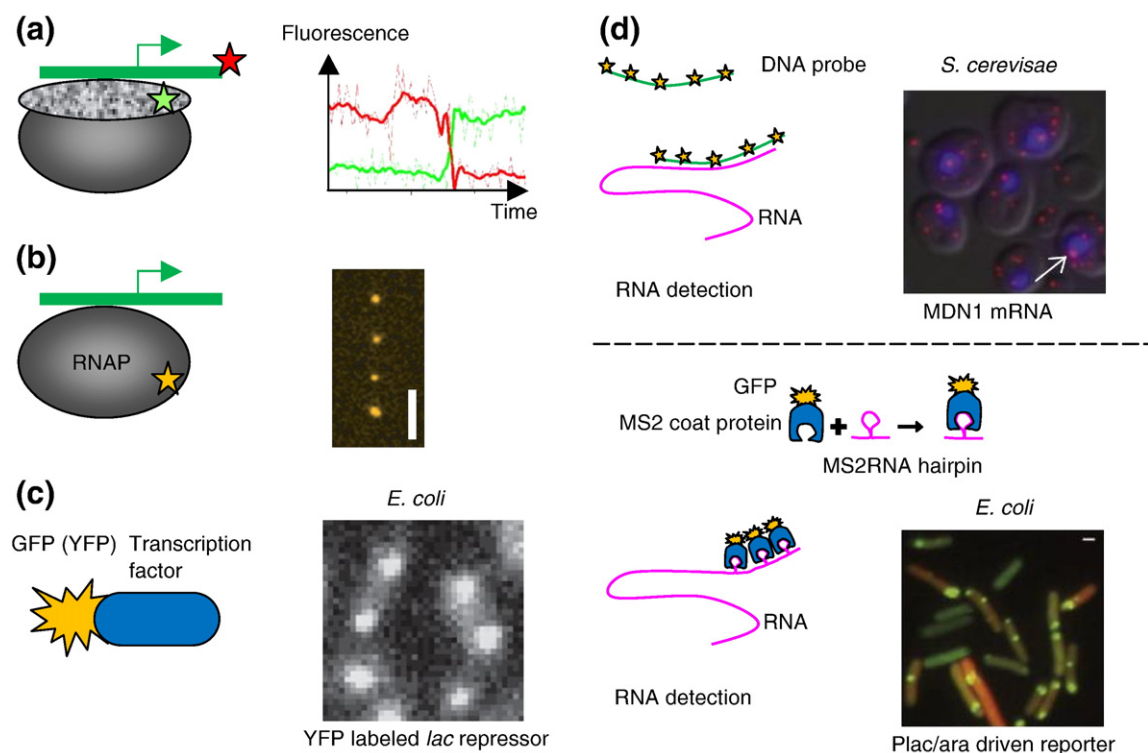 (a)
Fluorescence
Time
(b)
RNAP
(c)
GFP (YFP) Transcription
factor
E. coli
YFP labeled lac repressor
(d)
DNA probe
S. cerevisae
RNA
RNA detection
MDN1 mRNA
GFP
MS2 coat protein
MS2RNA hairpin
E. coli
RNA
RNA detection
Plac/ara driven reporter